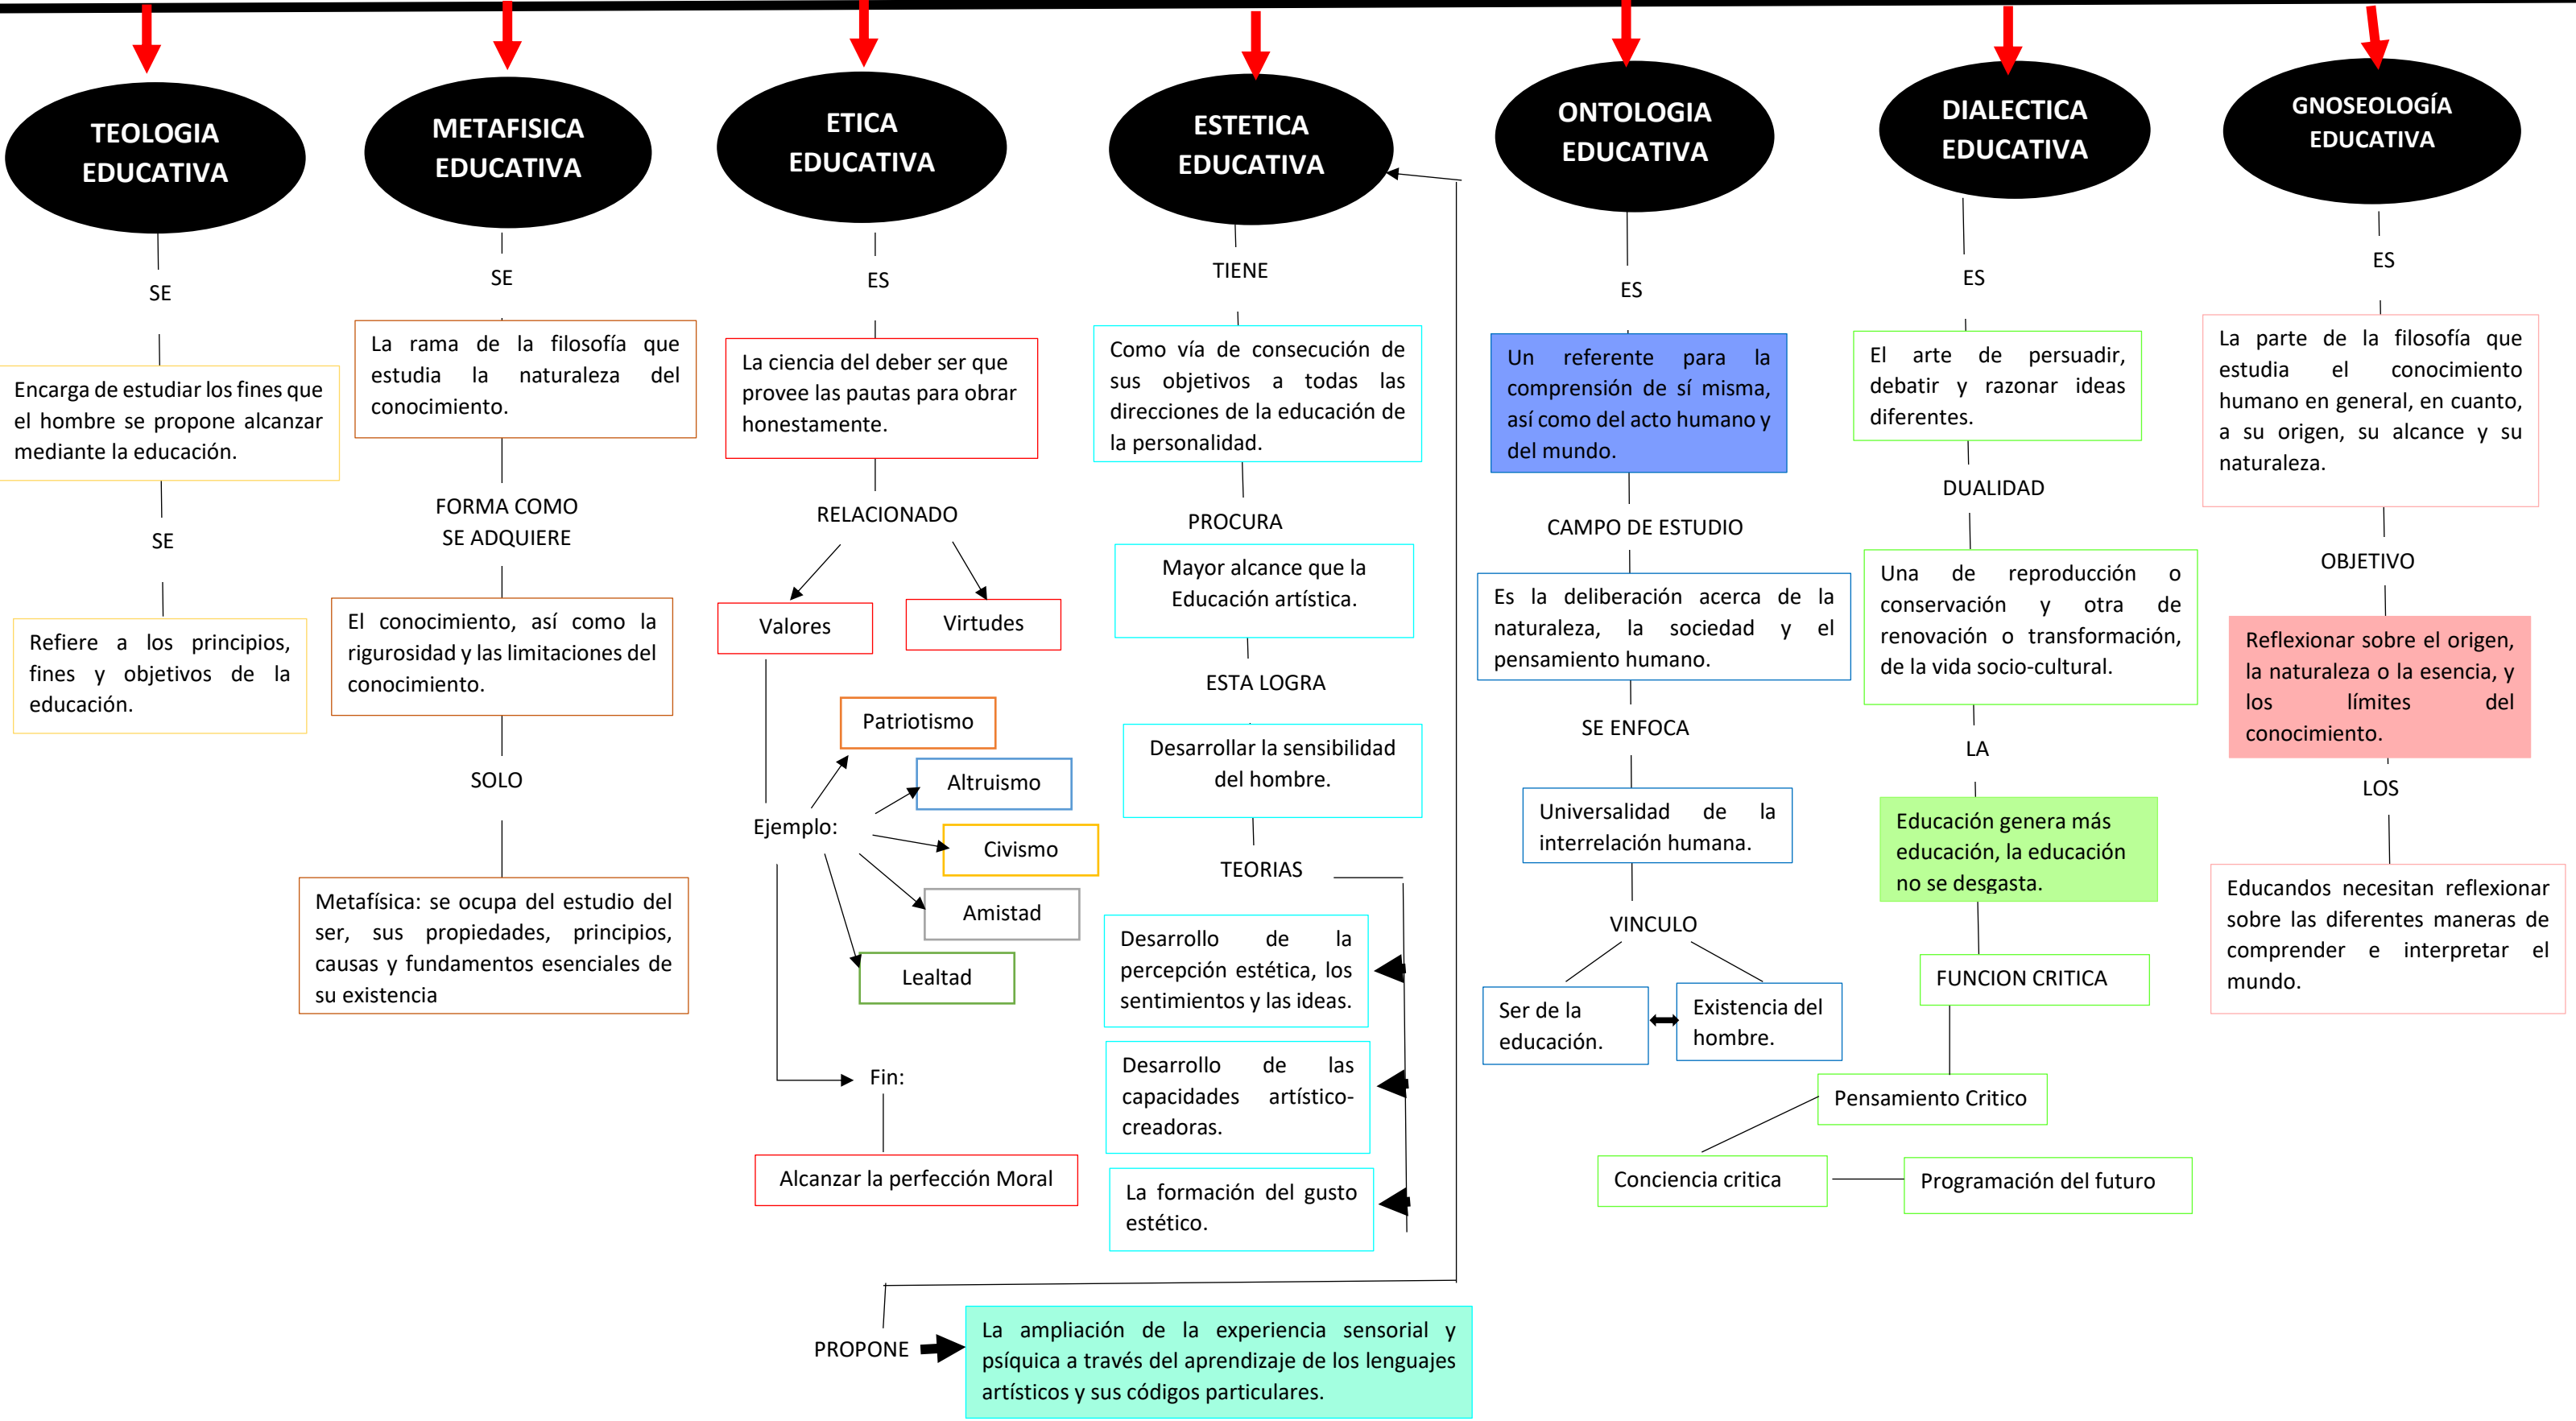 TEOLOGIA
EDUCATIVA
SE
Encarga de estudiar los fines que
el hombre se propone alcanzar
mediante la educación.
SE
Refiere a los principios,
fines y objetivos de la
educación.
METAFISICA
EDUCATIVA
SE
La rama de la filosofía que
estudia la naturaleza del
conocimiento.
FORMA COMO
SE ADQUIERE
El conocimiento, así como la
rigurosidad y las limitaciones del
conocimiento.
SOLO
Metafísica: se ocupa del estudio del
ser, sus propiedades, principios,
causas y fundamentos esenciales de
su existencia
ETICA
EDUCATIVA
ES
La ciencia del deber ser que
provee las pautas para obrar
honestamente.
RELACIONADO
Valores
Virtudes
Patriotismo
Altruismo
Ejemplo:
Civismo
Amistad
Lealtad
Fin:
Alcanzar la perfección Moral
ESTETICA
EDUCATIVA
TIENE
Como vía de consecución de
sus objetivos a todas las
direcciones de la educación de
la personalidad.
PROCURA
Mayor alcance que la
Educación artística.
ESTA LOGRA
Desarrollar la sensibilidad
del hombre.
TEORIAS
Desarrollo de la
percepción estética, los
sentimientos y las ideas.
Desarrollo de las
capacidades artístico-
creadoras.
La formación del gusto
estético.
PROPONE
La ampliación de la experiencia sensorial y
psíquica a través del aprendizaje de los lenguajes
artísticos y sus códigos particulares.
ONTOLOGIA
EDUCATIVA
ES
Un referente para la
comprensión de sí misma,
así como del acto humano y
del mundo.
CAMPO DE ESTUDIO
Es la deliberación acerca de la
naturaleza, la sociedad y el
pensamiento humano.
SE ENFOCA
Universalidad de la
interrelación humana.
VINCULO
Ser de la
educación.
Existencia del
hombre.
DIALECTICA
EDUCATIVA
ES
El arte de persuadir,
debatir y razonar ideas
diferentes.
DUALIDAD
Una de reproducción o
conservación y otra de
renovación o transformación,
de la vida socio-cultural.
LA
Educación genera más
educación, la educación
no se desgasta.
FUNCION CRITICA
Pensamiento Critico
Conciencia critica
Programación del futuro
GNOSEOLOGÍA
EDUCATIVA
ES
La parte de la filosofía que
estudia el conocimiento
humano en general, en cuanto,
a su origen, su alcance y su
naturaleza.
OBJETIVO
Reflexionar sobre el origen,
la naturaleza o la esencia, y
los límites del
conocimiento.
LOS
Educandos necesitan reflexionar
sobre las diferentes maneras de
comprender e interpretar el
mundo.